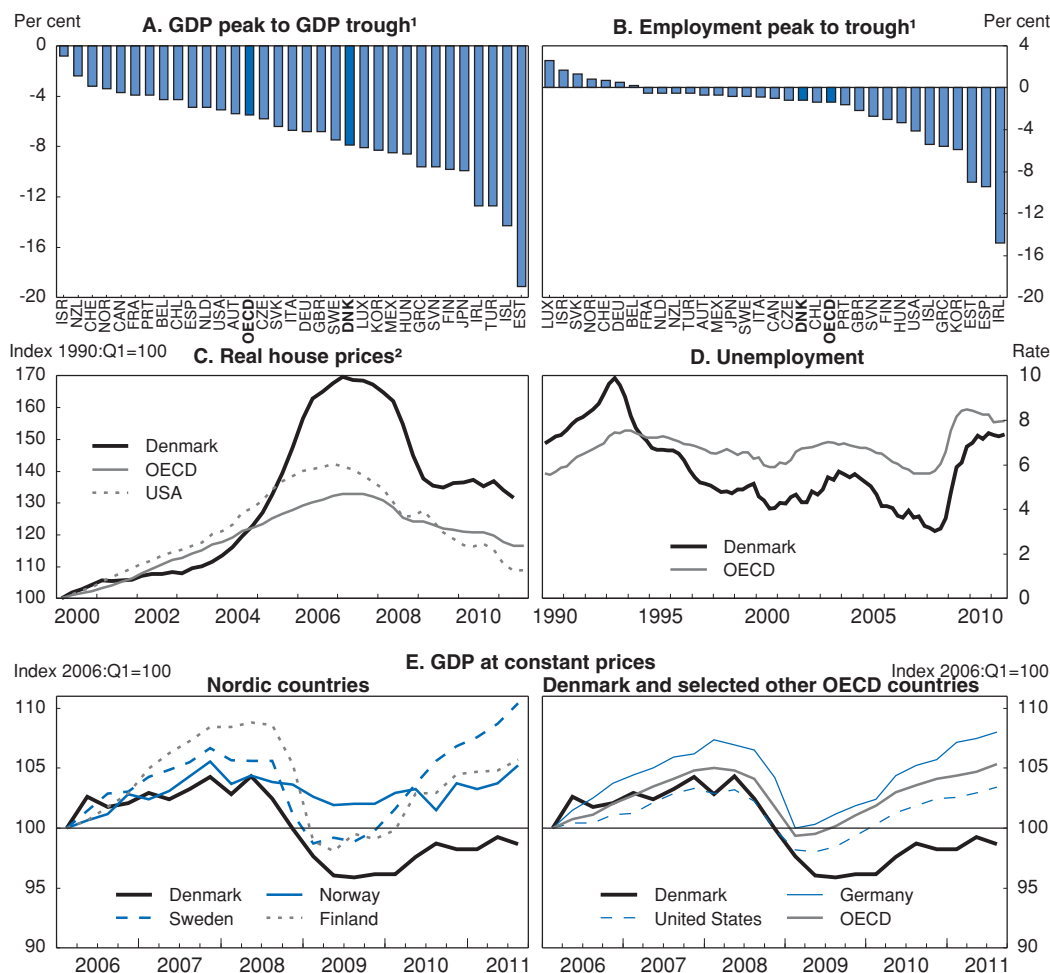 Per cent
A. GDP peak to GDP trough¹
B. Employment peak to trough¹
Per cent
0
-4
-8
-12
-16
-20
4
0
-4
-8
-12
-16
-20
ISR NZL CHE NOR CAN FRA PRT BEL CHL ESP NLD USA AUT OECD CZE SVK ITA DEU GBR SWE DNK LUX KOR MEX HUN GRC SVN FIN JPN IRL TUR ISL EST
LUX ISR SVK NOR CHE DEU BEL FRA NLD NZL TUR AUT MEX JPN SWE ITA CAN CZE DNK CHL OECD PRT GBR SVN FIN HUN USA ISL GRC KOR EST ESP IRL
Index 1990:Q1=100
C. Real house prices²
D. Unemployment
Rate
170
160
150
140
130
120
110
100
Denmark
OECD
USA
2000 2002 2004 2006 2008 2010
10
8
6
4
2
0
Denmark
OECD
1990 1995 2000 2005 2010
E. GDP at constant prices
Index 2006:Q1=100
Index 2006:Q1=100
Nordic countries
Denmark and selected other OECD countries
110
105
100
95
90
Denmark Norway
Sweden Finland
2006 2007 2008 2009 2010 2011
110
105
100
95
90
Denmark Germany
United States OECD
2006 2007 2008 2009 2010 2011